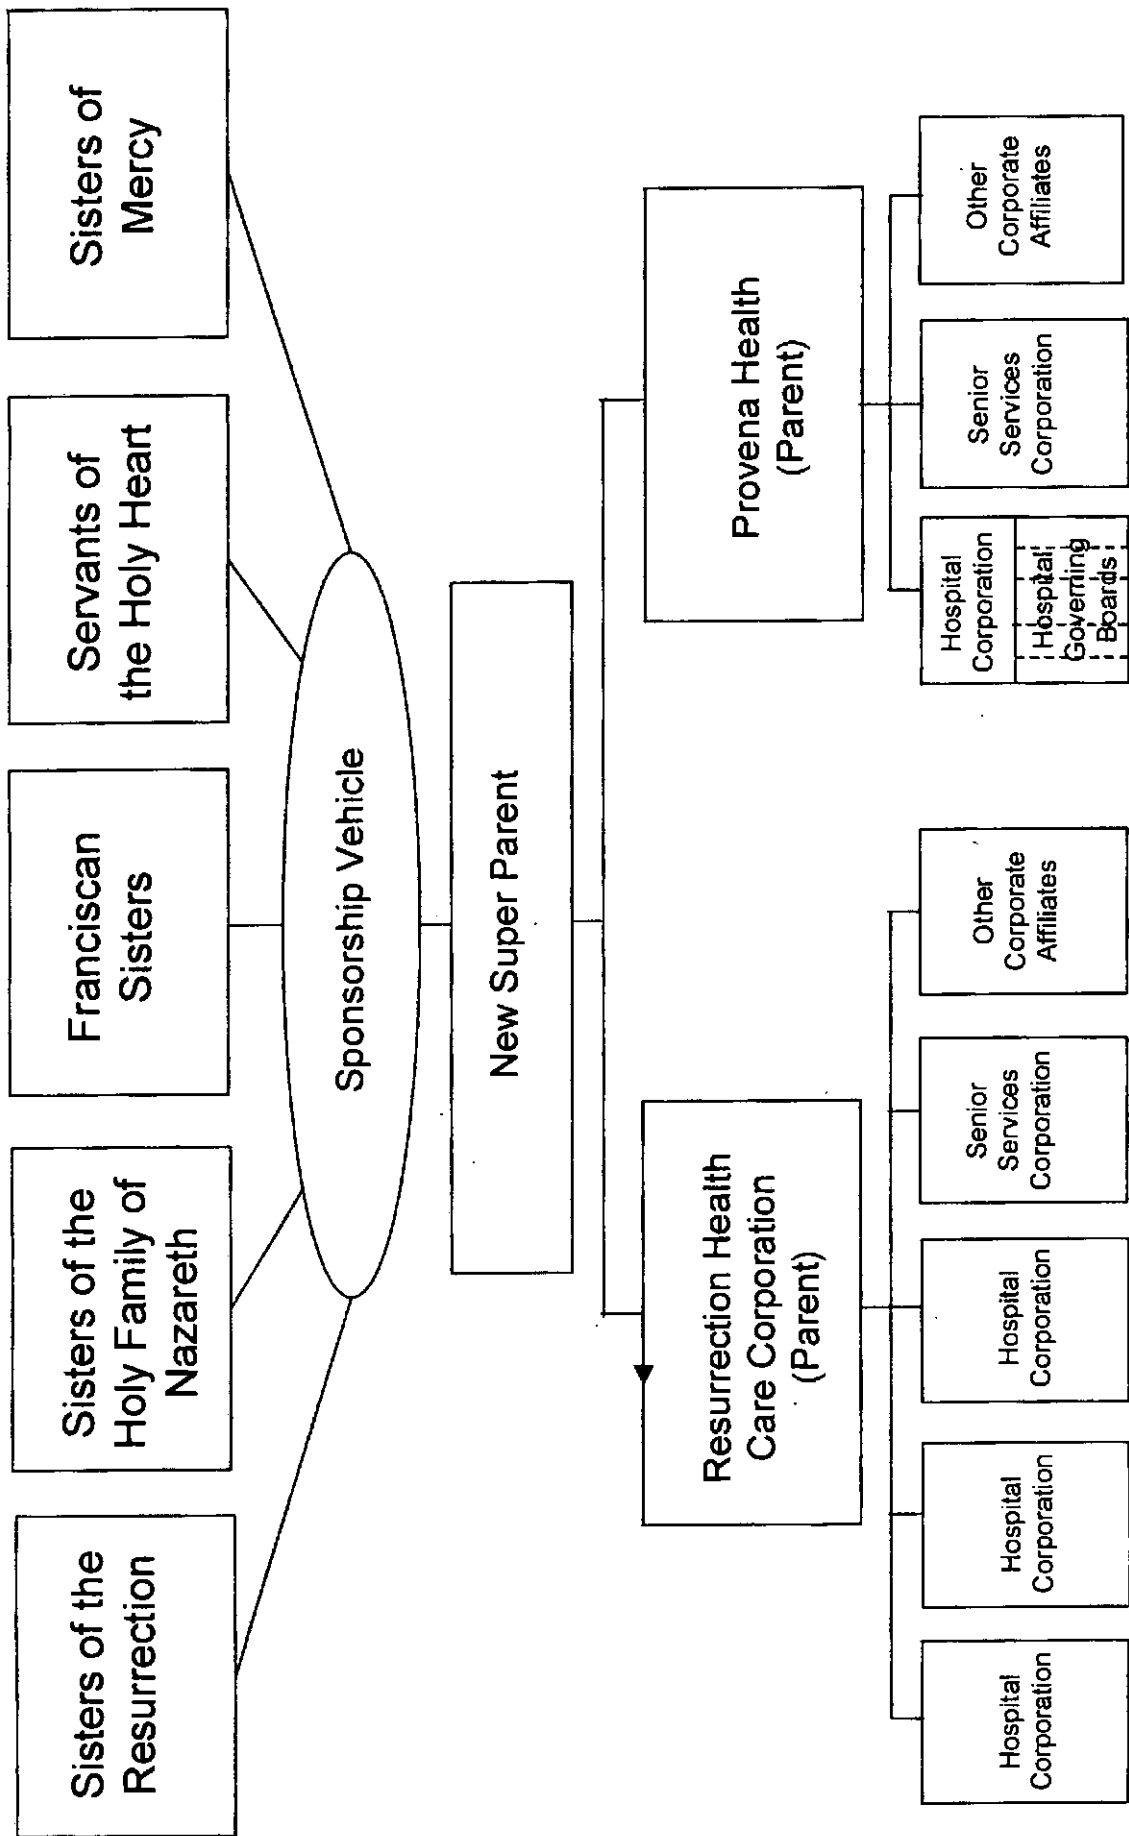 Sisters of the
Resurrection
Sisters of the
Holy Family of
Nazareth
Franciscan
Sisters
Servants of
the Holy Heart
Sisters of
Mercy
Sponsorship Vehicle
New Super Parent
Resurrection Health
Care Corporation
(Parent)
Provena Health
(Parent)
Hospital
Corporation
Hospital
Corporation
Hospital
Corporation
Senior
Services
Corporation
Other
Corporate
Affiliates
Hospital
Corporation
Hospital
Governing
Boards
Senior
Services
Corporation
Other
Corporate
Affiliates